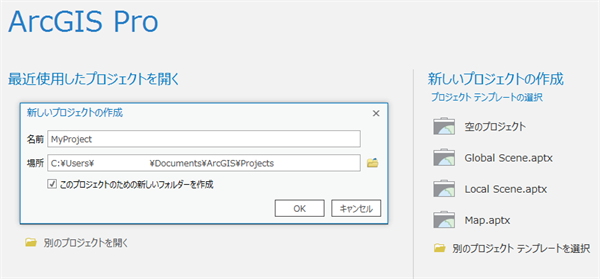 ArcGIS Pro
最近使用したプロジェクトを開く
新しいプロジェクトの作成
名前 MyProject
場所 C:¥Users¥ ¥Documents¥ArcGIS¥Projects
このプロジェクトのための新しいフォルダーを作成
OK キャンセル
別のプロジェクトを開く
新しいプロジェクトの作成
プロジェクト テンプレートの選択
空のプロジェクト
Global Scene.aptx
Local Scene.aptx
Map.aptx
別のプロジェクト テンプレートを選択